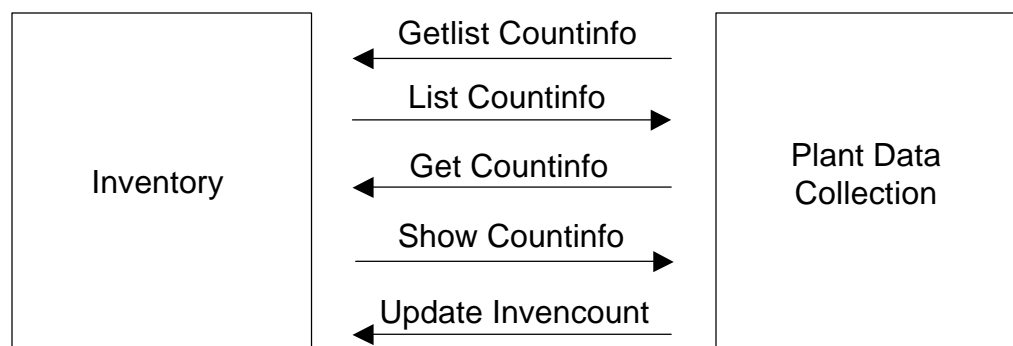 Getlist Countinfo
List Countinfo
Get Countinfo
Show Countinfo
Update Invencount
Inventory
Plant Data
Collection